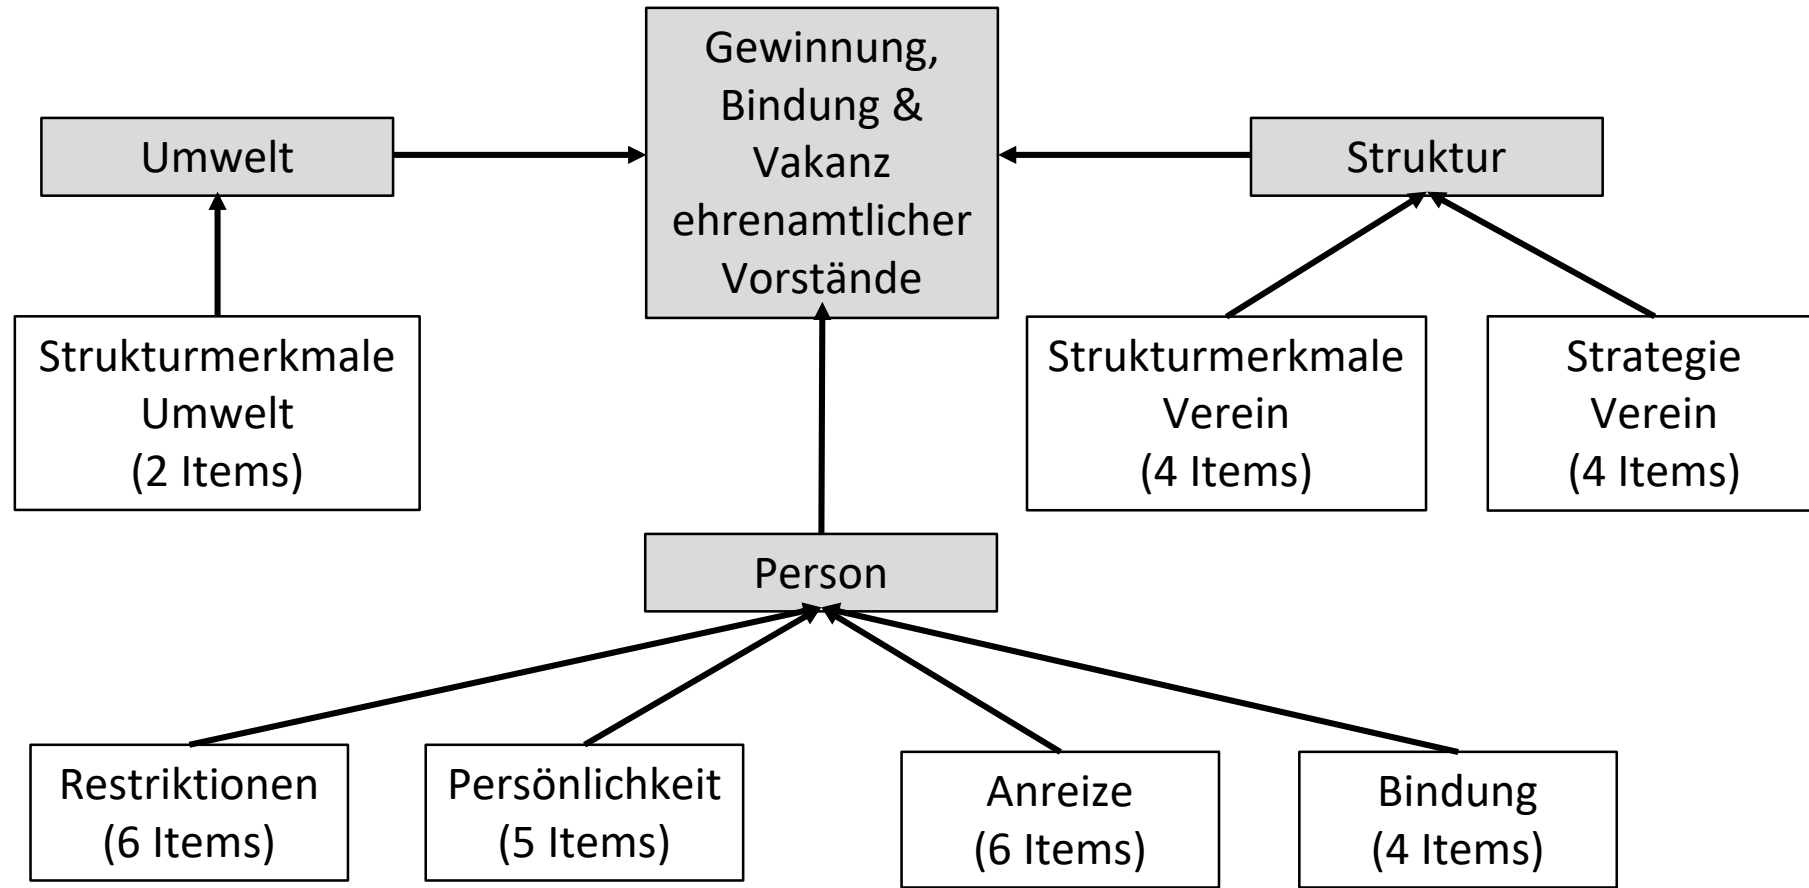 Gewinnung,
Bindung &
Vakanz
ehrenamtlicher
Vorstände
Umwelt
Struktur
Strukturmerkmale
Umwelt
(2 Items)
Strukturmerkmale
Verein
(4 Items)
Strategie
Verein
(4 Items)
Person
Restriktionen
(6 Items)
Persönlichkeit
(5 Items)
Anreize
(6 Items)
Bindung
(4 Items)